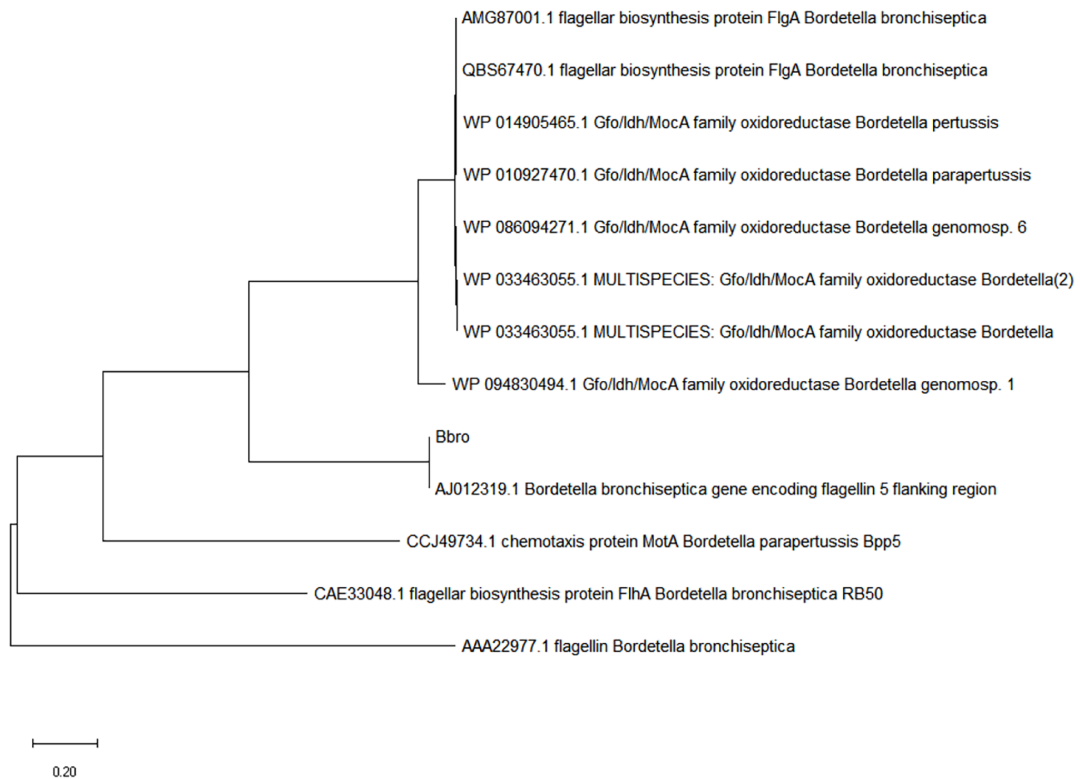 AMG87001.1 flagellar biosynthesis protein FlgA Bordetella bronchiseptica
QBS67470.1 flagellar biosynthesis protein FlgA Bordetella bronchiseptica
WP 014905465.1 Gfo/Idh/MocA family oxidoreductase Bordetella pertussis
WP 010927470.1 Gfo/Idh/MocA family oxidoreductase Bordetella parapertussis
WP 086094271.1 Gfo/Idh/MocA family oxidoreductase Bordetella genomosp. 6
WP 033463055.1 MULTISPECIES: Gfo/Idh/MocA family oxidoreductase Bordetella(2)
WP 033463055.1 MULTISPECIES: Gfo/Idh/MocA family oxidoreductase Bordetella
WP 094830494.1 Gfo/Idh/MocA family oxidoreductase Bordetella genomosp. 1
Bbro
AJ012319.1 Bordetella bronchiseptica gene encoding flagellin 5 flanking region
CCJ49734.1 chemotaxis protein MotA Bordetella parapertussis Bpp5
CAE33048.1 flagellar biosynthesis protein FlhA Bordetella bronchiseptica RB50
AAA22977.1 flagellin Bordetella bronchiseptica
0.20